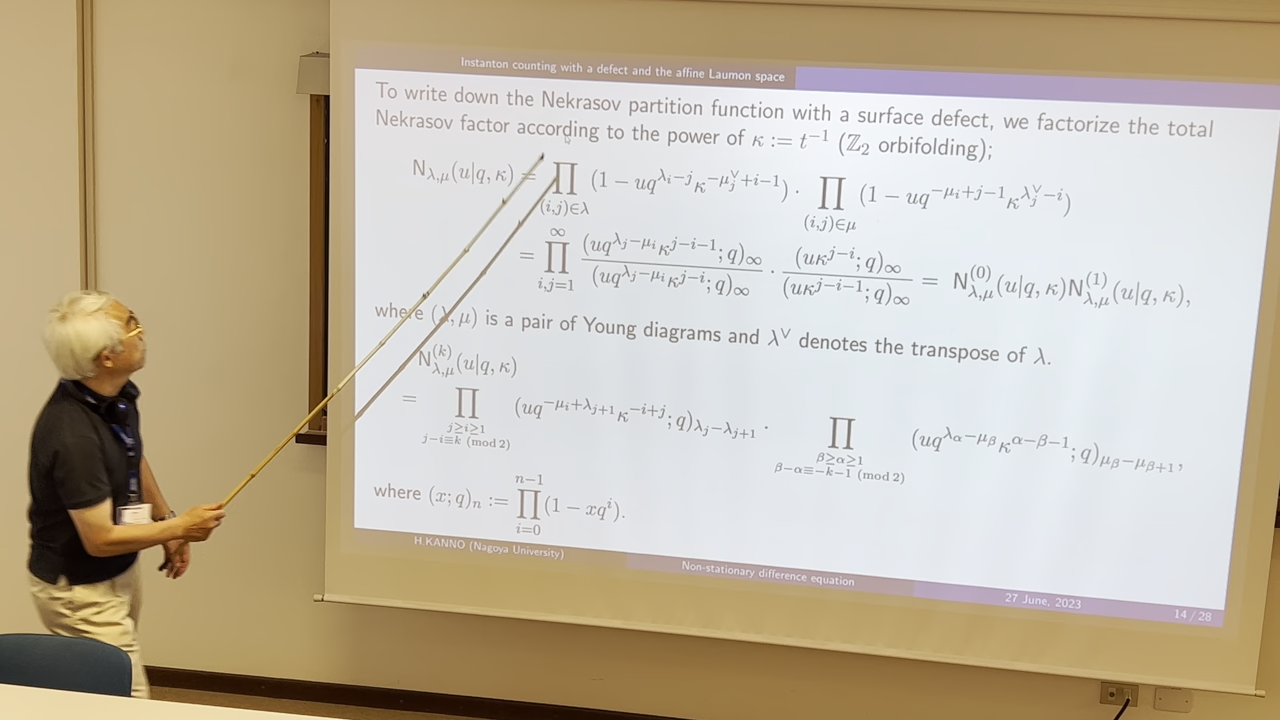 Instanton counting with a defect and the affine Laumon space
To write down the Nekrasov partition function with a surface defect, we factorize the total
Nekrasov factor according to the power of κ := t^{-1} (ℤ_2 orbifolding);
N_{λ,μ}(u|q, κ) = ∏_{(i,j)∈λ} (1 − uq^{λ_i−j}κ^{−μ_j^∨+i−1}) · ∏_{(i,j)∈μ} (1 − uq^{−μ_i+j−1}κ^{λ_j^∨−i})
= ∏_{i,j=1}^{∞} (uq^{λ_j−μ_i}κ^{j−i−1}; q)_∞ / (uq^{λ_j−μ_i}κ^{j−i}; q)_∞ · (uκ^{j−i}; q)_∞ / (uκ^{j−i−1}; q)_∞ = N^{(0)}_{λ,μ}(u|q, κ)N^{(1)}_{λ,μ}(u|q, κ),
where (λ, μ) is a pair of Young diagrams and λ^∨ denotes the transpose of λ.
N^{(k)}_{λ,μ}(u|q, κ)
= ∏_{j≥i≥1, j−i≡k (mod 2)} (uq^{−μ_i+λ_{j+1}}κ^{−i+j}; q)_{λ_j−λ_{j+1}} · ∏_{β≥α≥1, β−α≡−k−1 (mod 2)} (uq^{λ_α−μ_β}κ^{α−β−1}; q)_{μ_β−μ_{β+1}},
where (x; q)_n := ∏_{i=0}^{n−1} (1 − xq^i).
H.KANNO (Nagoya University)
Non-stationary difference equation
27 June, 2023
14 / 28